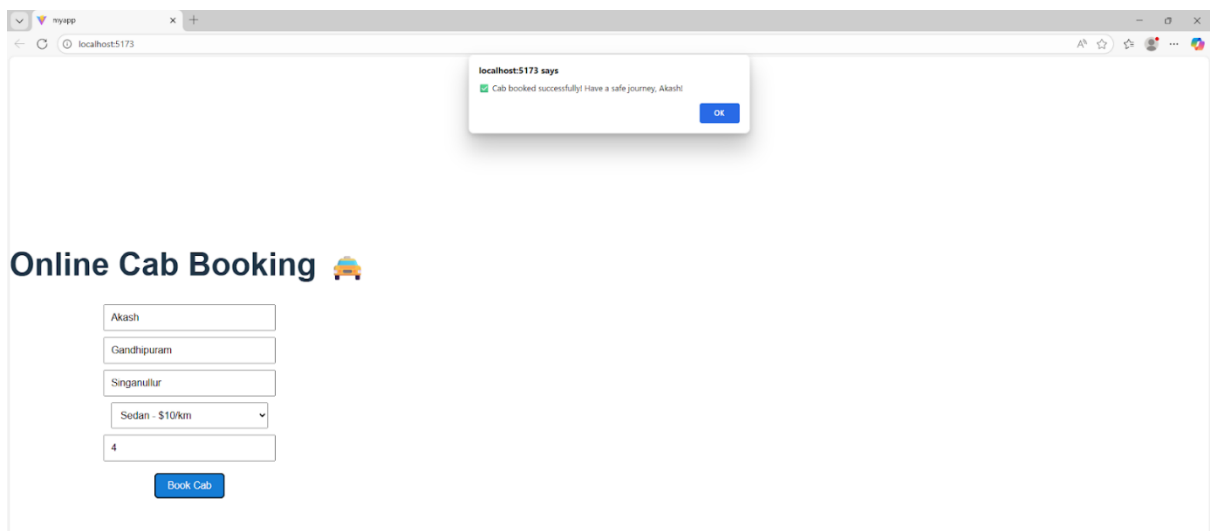 myapp
localhost:5173
localhost:5173 says
✅ Cab booked successfully! Have a safe journey, Akash!
OK
Online Cab Booking 🚖
Akash
Gandhipuram
Singanullur
Sedan - $10/km
4
Book Cab